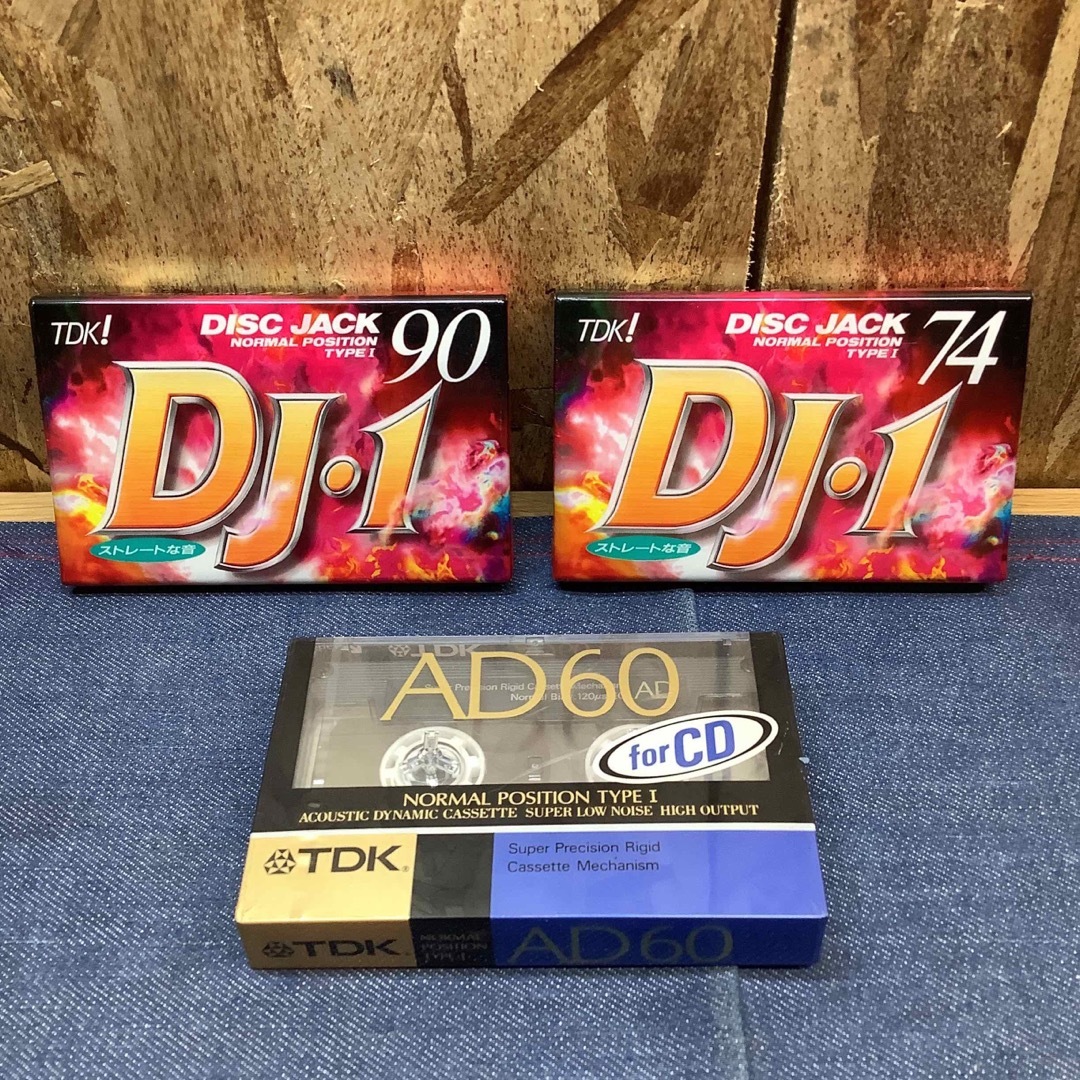 TDK!
DISC JACK
NORMAL POSITION
TYPE I
90
DJ・1
ストレートな音
TDK!
DISC JACK
NORMAL POSITION
TYPE I
74
DJ・1
ストレートな音
TDK
AD60
Super Precision Rigid
AD
for CD
NORMAL POSITION TYPE I
ACOUSTIC DYNAMIC CASSETTE SUPER LOW NOISE HIGH OUTPUT
TDK
Super Precision Rigid
Cassette Mechanism
TDK
NORMAL
POSITION
TYPE I
AD60